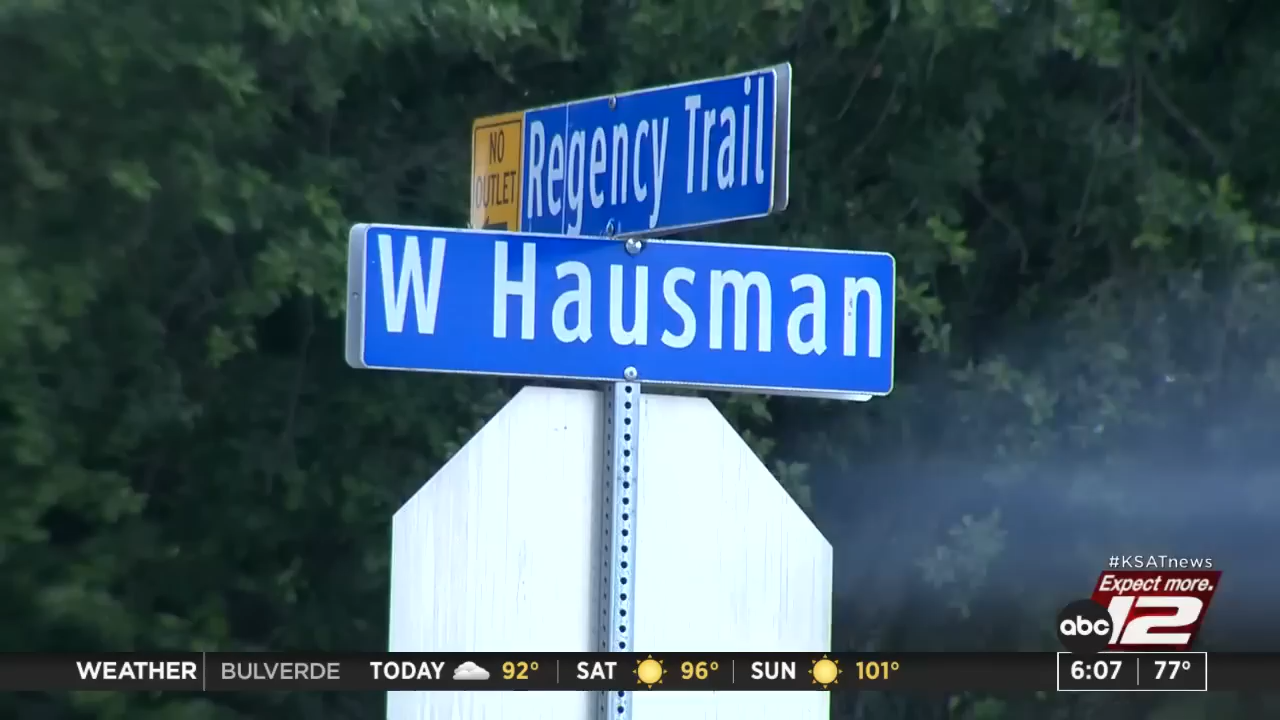 NO
OUTLET
Regency Trail
W Hausman
#KSATnews
Expect more.
abc 12
WEATHER BULVERDE TODAY 92° SAT 96° SUN 101° 6:07 77°